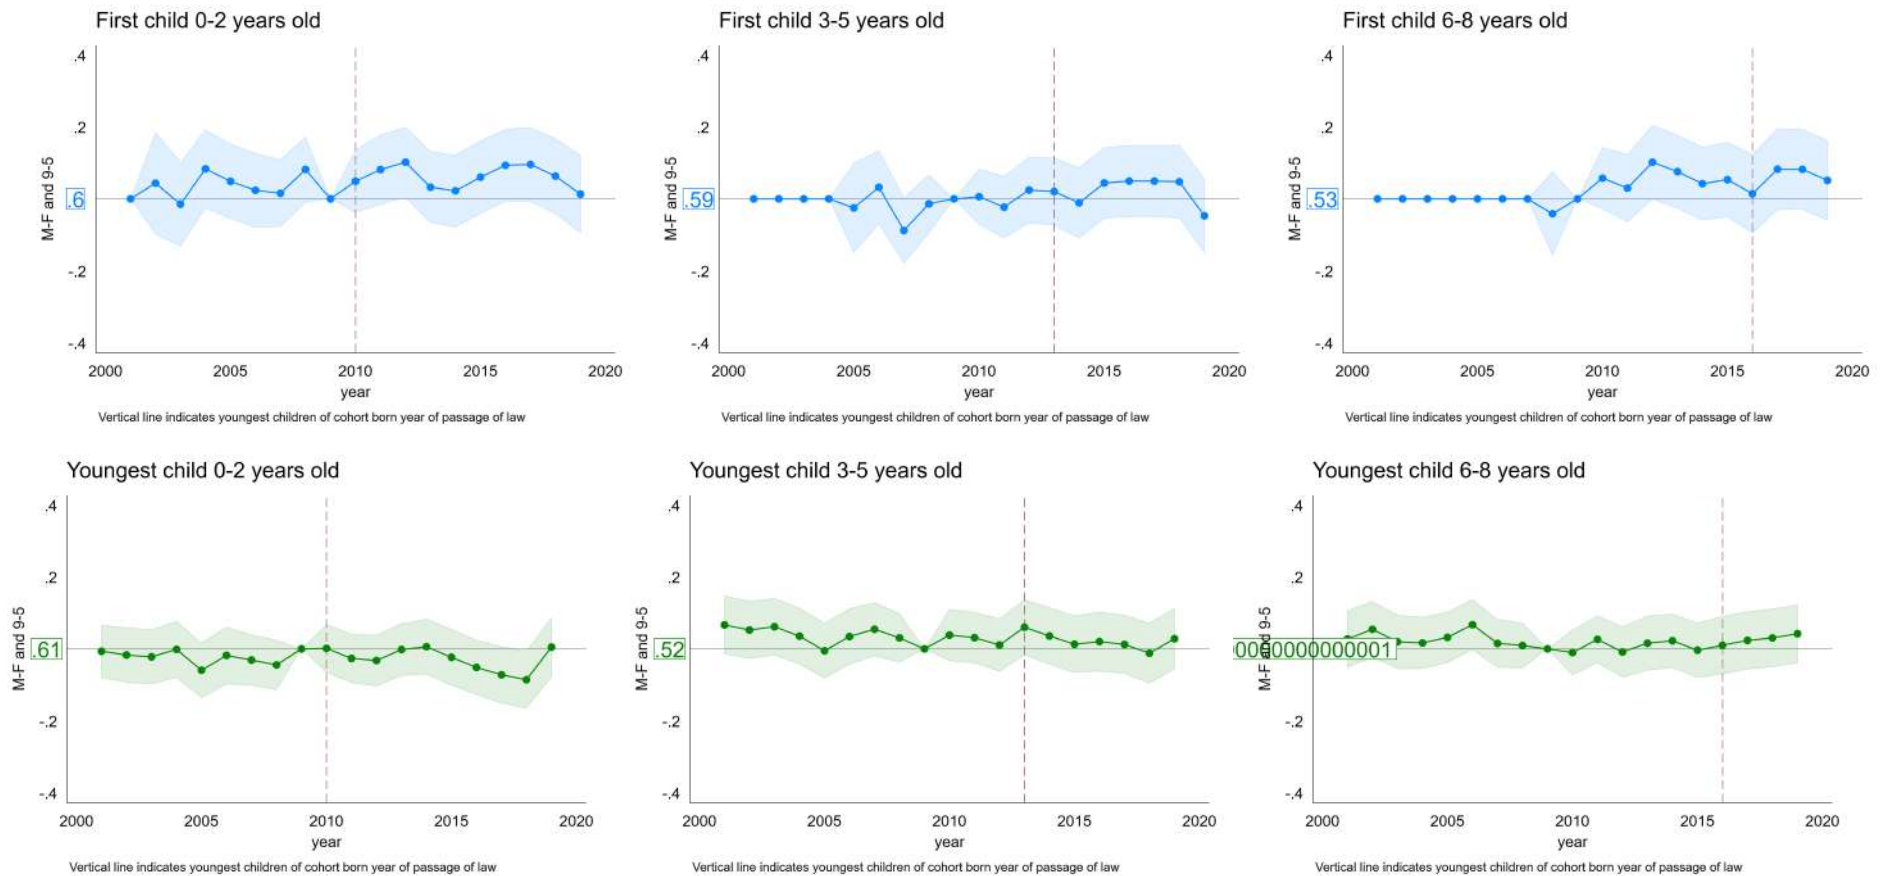 First child 0-2 years old
.4
.2
.6
-.2
-.4
M-F and 9-5
2000 2005 2010 2015 2020
year
Vertical line indicates youngest children of cohort born year of passage of law
First child 3-5 years old
.4
.2
.59
-.2
-.4
M-F and 9-5
2000 2005 2010 2015 2020
year
Vertical line indicates youngest children of cohort born year of passage of law
First child 6-8 years old
.4
.2
.53
-.2
-.4
M-F and 9-5
2000 2005 2010 2015 2020
year
Vertical line indicates youngest children of cohort born year of passage of law
Youngest child 0-2 years old
.4
.2
.61
-.2
-.4
M-F and 9-5
2000 2005 2010 2015 2020
year
Vertical line indicates youngest children of cohort born year of passage of law
Youngest child 3-5 years old
.4
.2
.52
-.2
-.4
M-F and 9-5
2000 2005 2010 2015 2020
year
Vertical line indicates youngest children of cohort born year of passage of law
Youngest child 6-8 years old
.4
.2
-.2
-.4
M-F and 9-5
2000 2005 2010 2015 2020
year
Vertical line indicates youngest children of cohort born year of passage of law